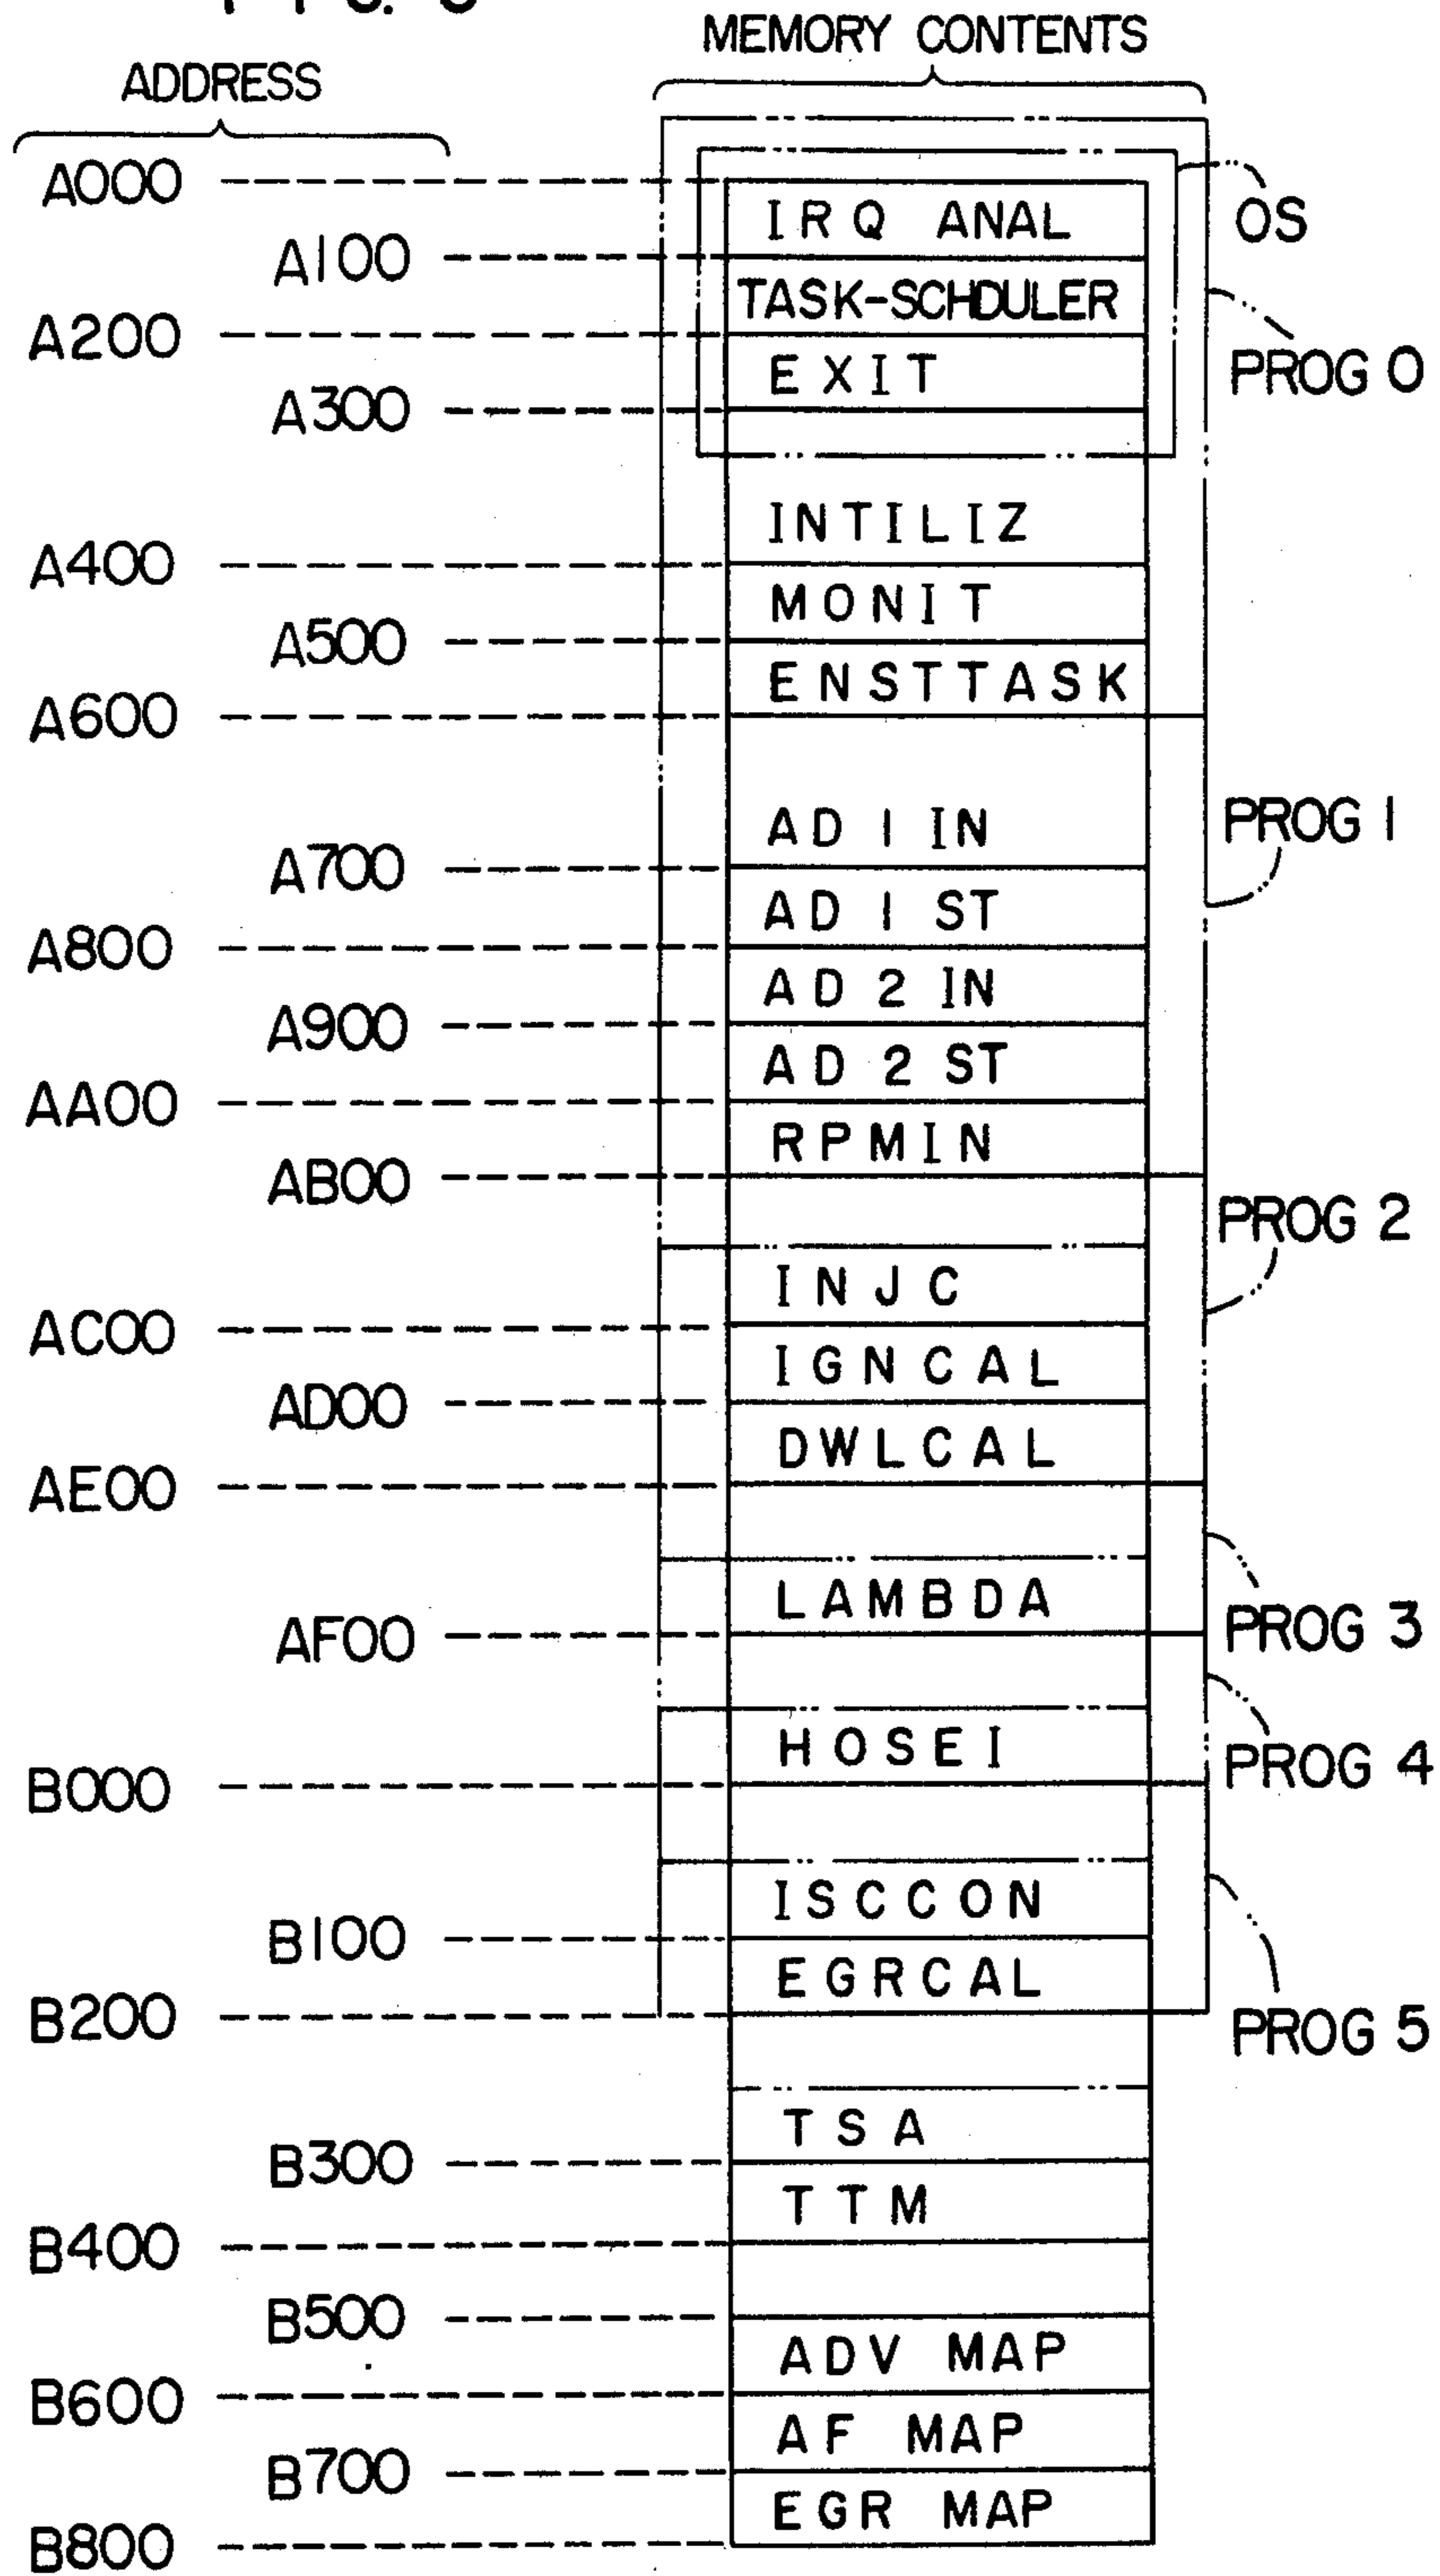 MEMORY CONTENTS
ADDRESS
A000
IRQ ANAL
OS
A100
TASK-SCHDULER
A200
EXIT
PROG 0
A300
INTILIZ
A400
MONIT
A500
ENSTTASK
A600
AD 1 IN
PROG 1
A700
AD 1 ST
A800
AD 2 IN
A900
AD 2 ST
AA00
RPMIN
AB00
PROG 2
INJC
AC00
IGNCAL
AD00
DWLCAL
AE00
LAMBDA
PROG 3
AF00
HOSEI
PROG 4
B000
ISCCON
B100
EGRCAL
B200
PROG 5
TSA
B300
TTM
B400
B500
ADV MAP
B600
AF MAP
B700
EGR MAP
B800